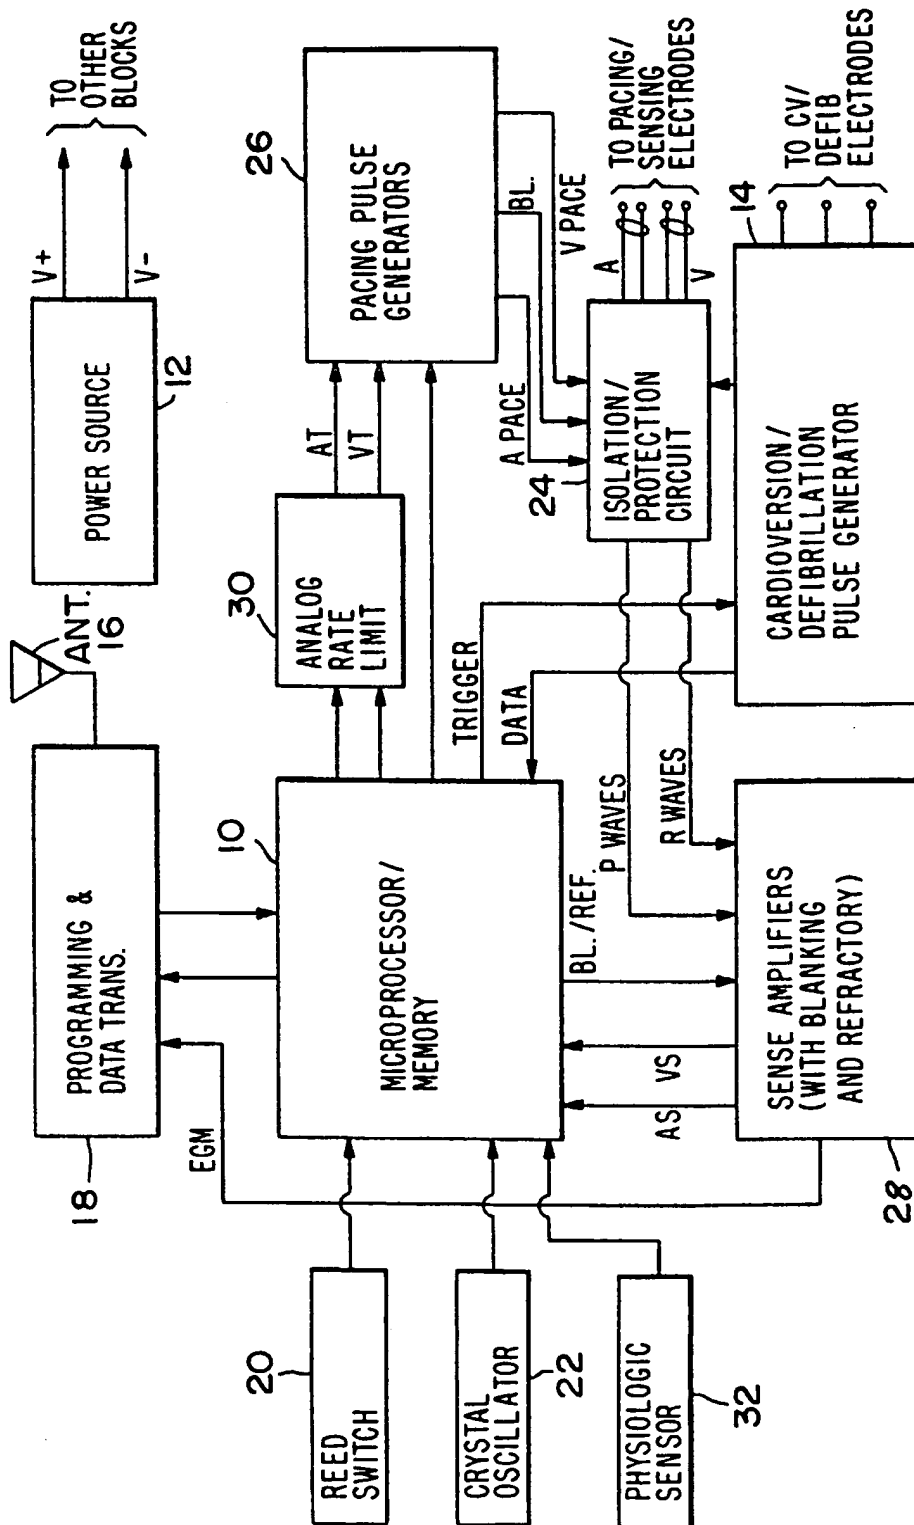 REED
SWITCH
20
CRYSTAL
OSCILLATOR
22
PHYSIOLOGIC
SENSOR
32
PROGRAMMING &
DATA TRANS.
18
EGM
ANT.
16
POWER SOURCE
12
V+
V-
TO
OTHER
BLOCKS
MICROPROCESSOR/
MEMORY
10
ANALOG
RATE
LIMIT
30
AT
VT
PACING PULSE
GENERATORS
26
TRIGGER
DATA
A PACE
BL.
V PACE
ISOLATION/
PROTECTION
CIRCUIT
24
A
V
TO PACING/
SENSING
ELECTRODES
AS
VS
BL./REF.
P WAVES
R WAVES
SENSE AMPLIFIERS
(WITH BLANKING
AND REFRACTORY)
28
CARDIOVERSION/
DEFIBRILLATION
PULSE GENERATOR
14
TO CV/
DEFIB
ELECTRODES